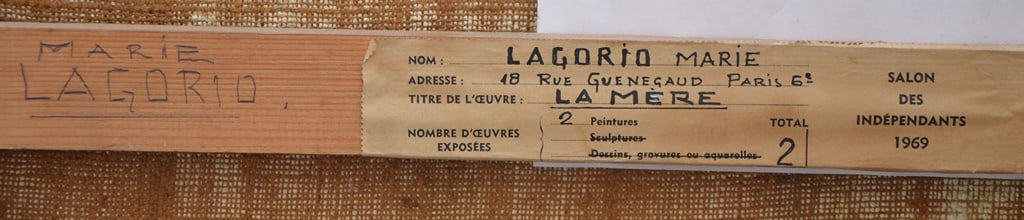 MARIE
LAGORIO.
NOM : LAGORIO MARIE
ADRESSE : 18 RUE GUENEGAUD PARIS 6e
TITRE DE L'ŒUVRE : LA MÈRE
NOMBRE D'ŒUVRES
EXPOSÉES
2 Peintures
Sculptures
Dessins, gravures ou aquarelles
TOTAL
2
SALON
DES
INDÉPENDANTS
1969